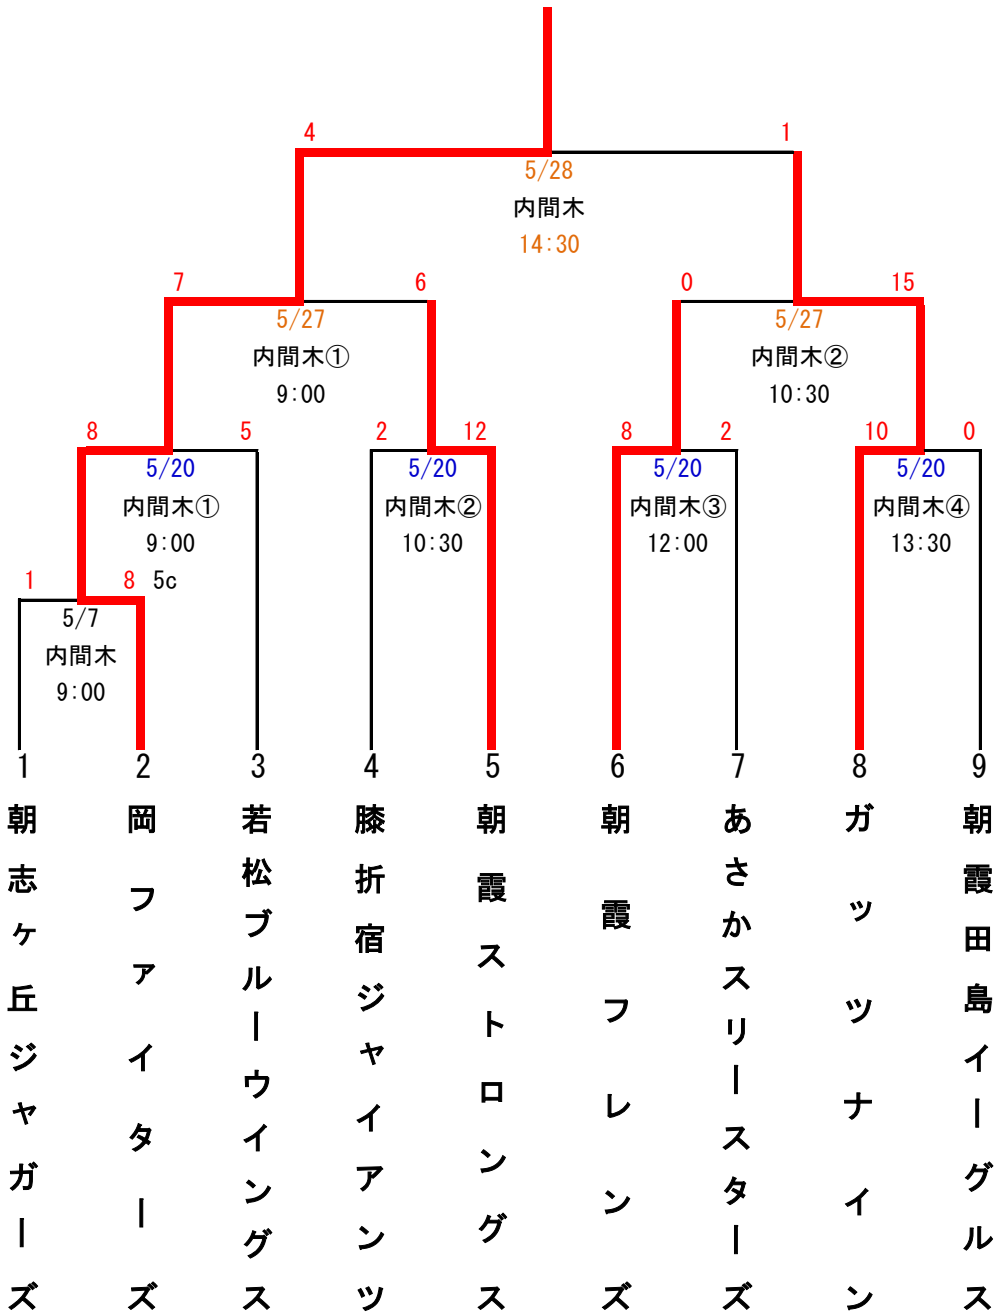 4 1
5/28
内間木
14:30
7 6 0 15
5/27 5/27
内間木① 内間木②
9:00 10:30
8 5 2 12 8 2 10 0
5/20 5/20 5/20 5/20
内間木① 内間木② 内間木③ 内間木④
9:00 10:30 12:00 13:30
1 8 5c
5/7
内間木
9:00
1 2 3 4 5 6 7 8 9
朝志ヶ丘ジャガーズ
岡ファイターズ
若松ブルーウイングス
膝折宿ジャイアンツ
朝霞ストロングス
朝霞フレンズ
あさかスリースターズ
ガッツナイン
朝霞田島イーグルス